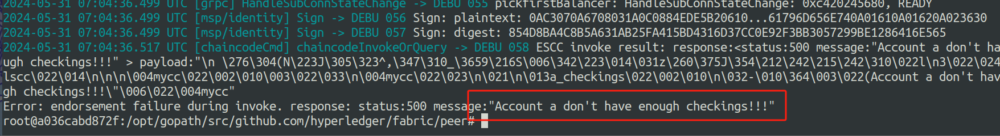 2024-05-31 07:04:36.499 UTC [grpc] HandleSubConnStateChange -> DEBU 055 pickfirstBalancer: HandleSubConnStateChange: 0xc420245680, READY
2024-05-31 07:04:36.499 UTC [msp/identity] Sign -> DEBU 056 Sign: plaintext: 0AC3070A6708031A0C0884EDE5B20610...61796D656E740A01610A01620A023630
2024-05-31 07:04:36.499 UTC [msp/identity] Sign -> DEBU 057 Sign: digest: 854D8BA4C8B5A631AB25FA415BD4316D37CC0E92F3BB3057299BE1286416E565
2024-05-31 07:04:36.517 UTC [chaincodeCmd] chaincodeInvokeOrQuery -> DEBU 058 ESCC invoke result: response:<status:500 message:"Account a don't ha
ugh checkings!!!" > payload:"\n \276\304(N\223J\305\323^,\347\310_\3659\216S\006\342\223\014\031z\260\375J\354\212\242\215\242\310\022l\n3\022\024
lscc\022\014\n\n\n\004mycc\022\002\010\003\022\033\n\004mycc\022\023\n\021\n\013a_checkings\022\002\010\n\032-\010\364\003\022(Account a don't hav
gh checkings!!!\"\006\022\004mycc"
Error: endorsement failure during invoke. response: status:500 message:"Account a don't have enough checkings!!!"
root@a036cabd872f:/opt/gopath/src/github.com/hyperledger/fabric/peer#